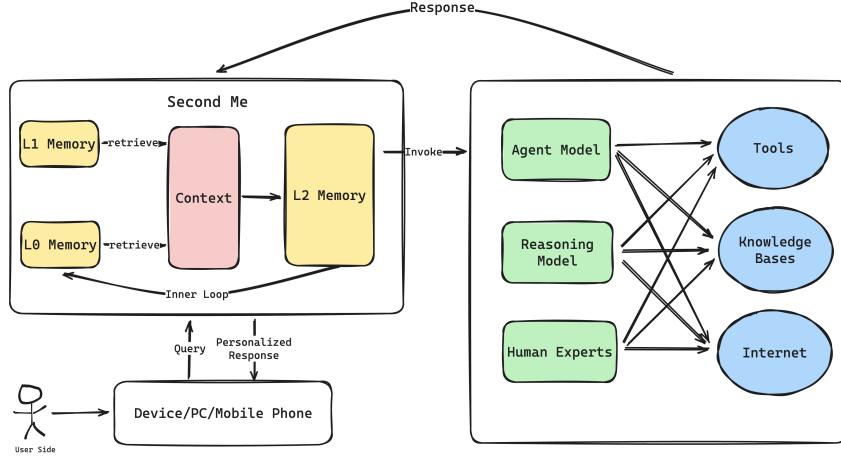 Response
Second Me
L1 Memory
retrieve
Context
L2 Memory
L0 Memory
retrieve
Inner Loop
Invoke
Agent Model
Tools
Reasoning
Model
Knowledge
Bases
Human Experts
Internet
Query
Personalized
Response
Device/PC/Mobile Phone
User Side